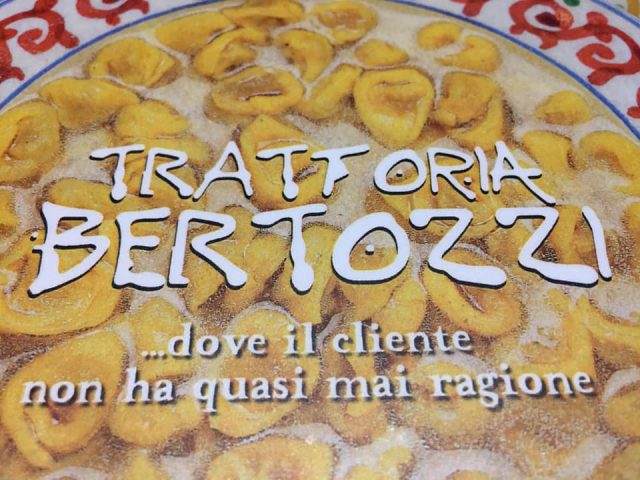 TRATTORIA
BERTOZZI
...dove il cliente
non ha quasi mai ragione